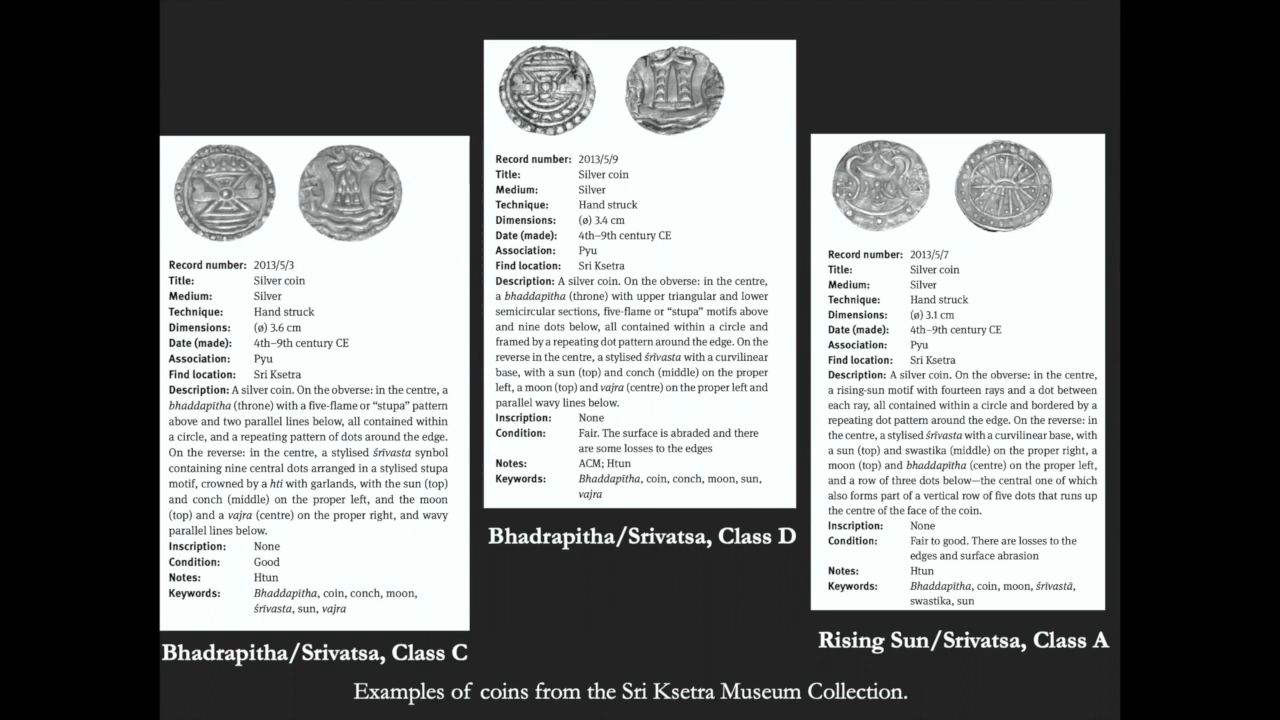 Record number: 2013/5/3
Title: Silver coin
Medium: Silver
Technique: Hand struck
Dimensions: (ø) 3.6 cm
Date (made): 4th–9th century CE
Association: Pyu
Find location: Sri Ksetra
Description: A silver coin. On the obverse: in the centre, a
bhaddapīṭha (throne) with a five-flame or “stupa” pattern
above and two parallel lines below, all contained within
a circle, and a repeating pattern of dots around the edge.
On the reverse: in the centre, a stylised śrīvasta symbol
containing nine central dots arranged in a stylised stupa
motif, crowned by a hti with garlands, with the sun (top)
and conch (middle) on the proper left, and the moon
(top) and a vajra (centre) on the proper right, and wavy
parallel lines below.
Inscription: None
Condition: Good
Notes: Htun
Keywords: Bhaddapīṭha, coin, conch, moon,
śrīvasta, sun, vajra
Bhadrapitha/Srivatsa, Class C
Record number: 2013/5/9
Title: Silver coin
Medium: Silver
Technique: Hand struck
Dimensions: (ø) 3.4 cm
Date (made): 4th–9th century CE
Association: Pyu
Find location: Sri Ksetra
Description: A silver coin. On the obverse: in the centre,
a bhaddapīṭha (throne) with upper triangular and lower
semicircular sections, five-flame or “stupa” motifs above
and nine dots below, all contained within a circle and
framed by a repeating dot pattern around the edge. On the
reverse in the centre, a stylised śrīvasta with a curvilinear
base, with a sun (top) and conch (middle) on the proper
left, a moon (top) and vajra (centre) on the proper left and
parallel wavy lines below.
Inscription: None
Condition: Fair. The surface is abraded and there
are some losses to the edges
Notes: ACM; Htun
Keywords: Bhaddapīṭha, coin, conch, moon, sun,
vajra
Bhadrapitha/Srivatsa, Class D
Record number: 2013/5/7
Title: Silver coin
Medium: Silver
Technique: Hand struck
Dimensions: (ø) 3.1 cm
Date (made): 4th–9th century CE
Association: Pyu
Find location: Sri Ksetra
Description: A silver coin. On the obverse: in the centre,
a rising-sun motif with fourteen rays and a dot between
each ray, all contained within a circle and bordered by a
repeating dot pattern around the edge. On the reverse: in
the centre, a stylised śrīvasta with a curvilinear base, with
a sun (top) and swastika (middle) on the proper right, a
moon (top) and bhaddapīṭha (centre) on the proper left,
and a row of three dots below—the central one of which
also forms part of a vertical row of five dots that runs up
the centre of the face of the coin.
Inscription: None
Condition: Fair to good. There are losses to the
edges and surface abrasion
Notes: Htun
Keywords: Bhaddapīṭha, coin, moon, śrīvastā,
swastika, sun
Rising Sun/Srivatsa, Class A
Examples of coins from the Sri Ksetra Museum Collection.